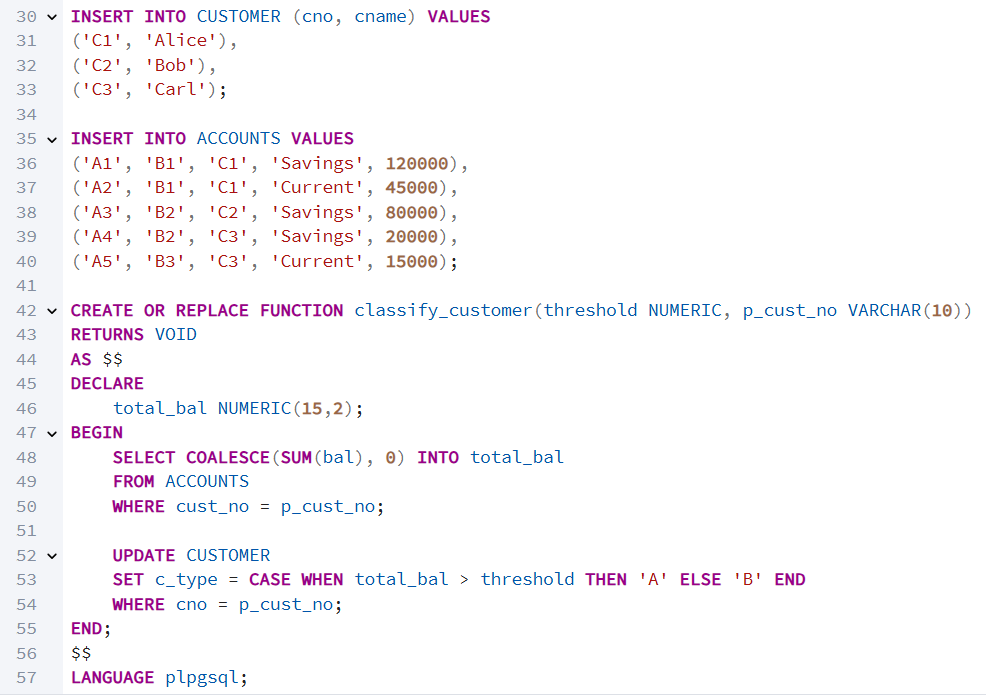 30 INSERT INTO CUSTOMER (cno, cname) VALUES
31 ('C1', 'Alice'),
32 ('C2', 'Bob'),
33 ('C3', 'Carl');
34
35 INSERT INTO ACCOUNTS VALUES
36 ('A1', 'B1', 'C1', 'Savings', 120000),
37 ('A2', 'B1', 'C1', 'Current', 45000),
38 ('A3', 'B2', 'C2', 'Savings', 80000),
39 ('A4', 'B2', 'C3', 'Savings', 20000),
40 ('A5', 'B3', 'C3', 'Current', 15000);
41
42 CREATE OR REPLACE FUNCTION classify_customer(threshold NUMERIC, p_cust_no VARCHAR(10))
43 RETURNS VOID
44 AS $$
45 DECLARE
46     total_bal NUMERIC(15,2);
47 BEGIN
48     SELECT COALESCE(SUM(bal), 0) INTO total_bal
49     FROM ACCOUNTS
50     WHERE cust_no = p_cust_no;
51
52     UPDATE CUSTOMER
53     SET c_type = CASE WHEN total_bal > threshold THEN 'A' ELSE 'B' END
54     WHERE cno = p_cust_no;
55 END;
56 $$
57 LANGUAGE plpgsql;